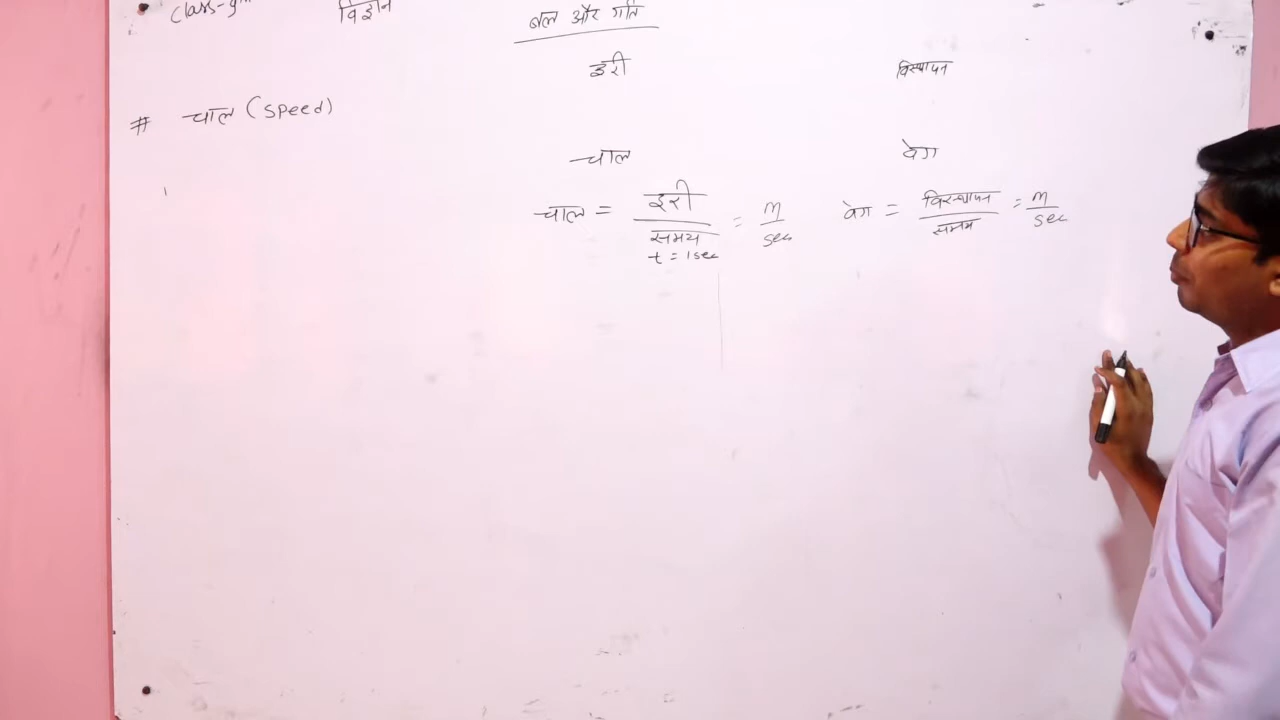 class-9th विज्ञान बल और गति
दूरी विस्थापन
# चाल (speed)
चाल वेग
चाल = दूरी / समय = m / sec वेग = विस्थापन / समय = m / sec
t = 1sec